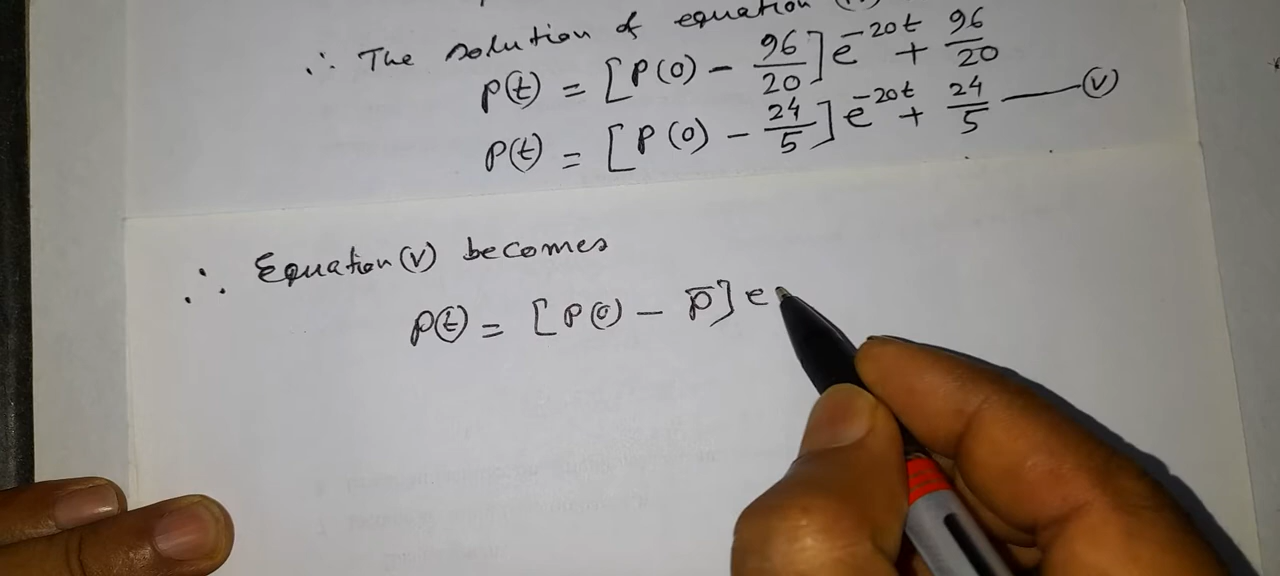 ∴ The solution of equation
P(t) = [P(0) − 96/20] e^−20t + 96/20
P(t) = [P(0) − 24/5] e^−20t + 24/5 —— (v)
∴ Equation (v) becomes
P(t) = [P(0) − P̅] e